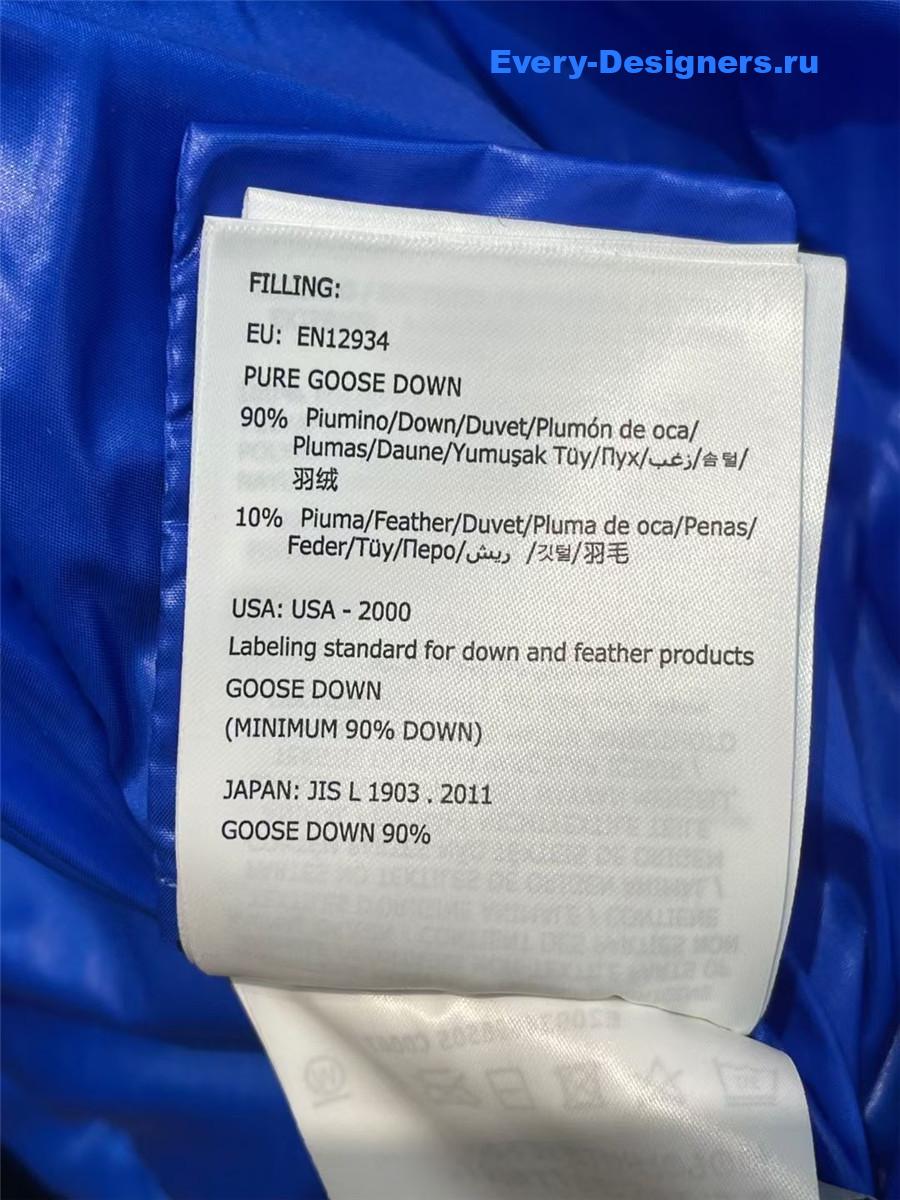 Every-Designers.ru
FILLING:
EU: EN12934
PURE GOOSE DOWN
90% Piumino/Down/Duvet/Plumón de oca/
Plumas/Daune/Yumuşak Tüy/Пух/زغب/솜털/
羽绒
10% Piuma/Feather/Duvet/Pluma de oca/Penas/
Feder/Tüy/Перо/ریش /깃털/羽毛
USA: USA - 2000
Labeling standard for down and feather products
GOOSE DOWN
(MINIMUM 90% DOWN)
JAPAN: JIS L 1903 . 2011
GOOSE DOWN 90%